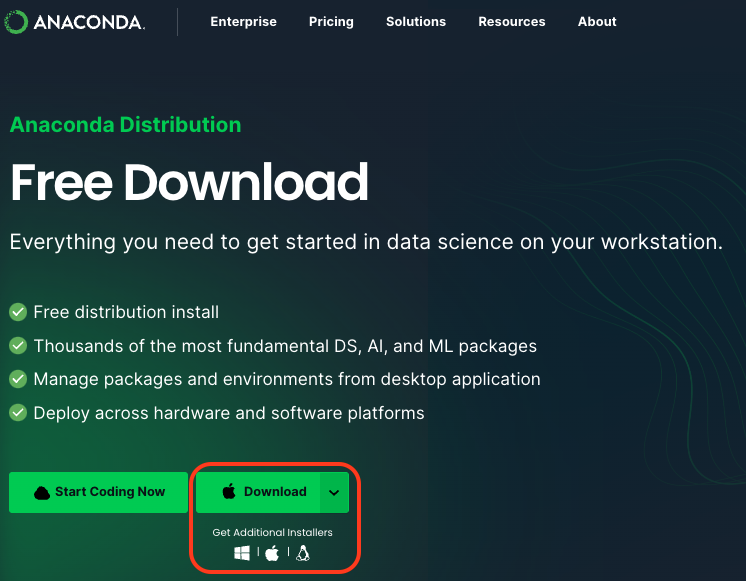 ANACONDA.
Enterprise Pricing Solutions Resources About
Anaconda Distribution
Free Download
Everything you need to get started in data science on your workstation.
Free distribution install
Thousands of the most fundamental DS, AI, and ML packages
Manage packages and environments from desktop application
Deploy across hardware and software platforms
Start Coding Now Download
Get Additional Installers